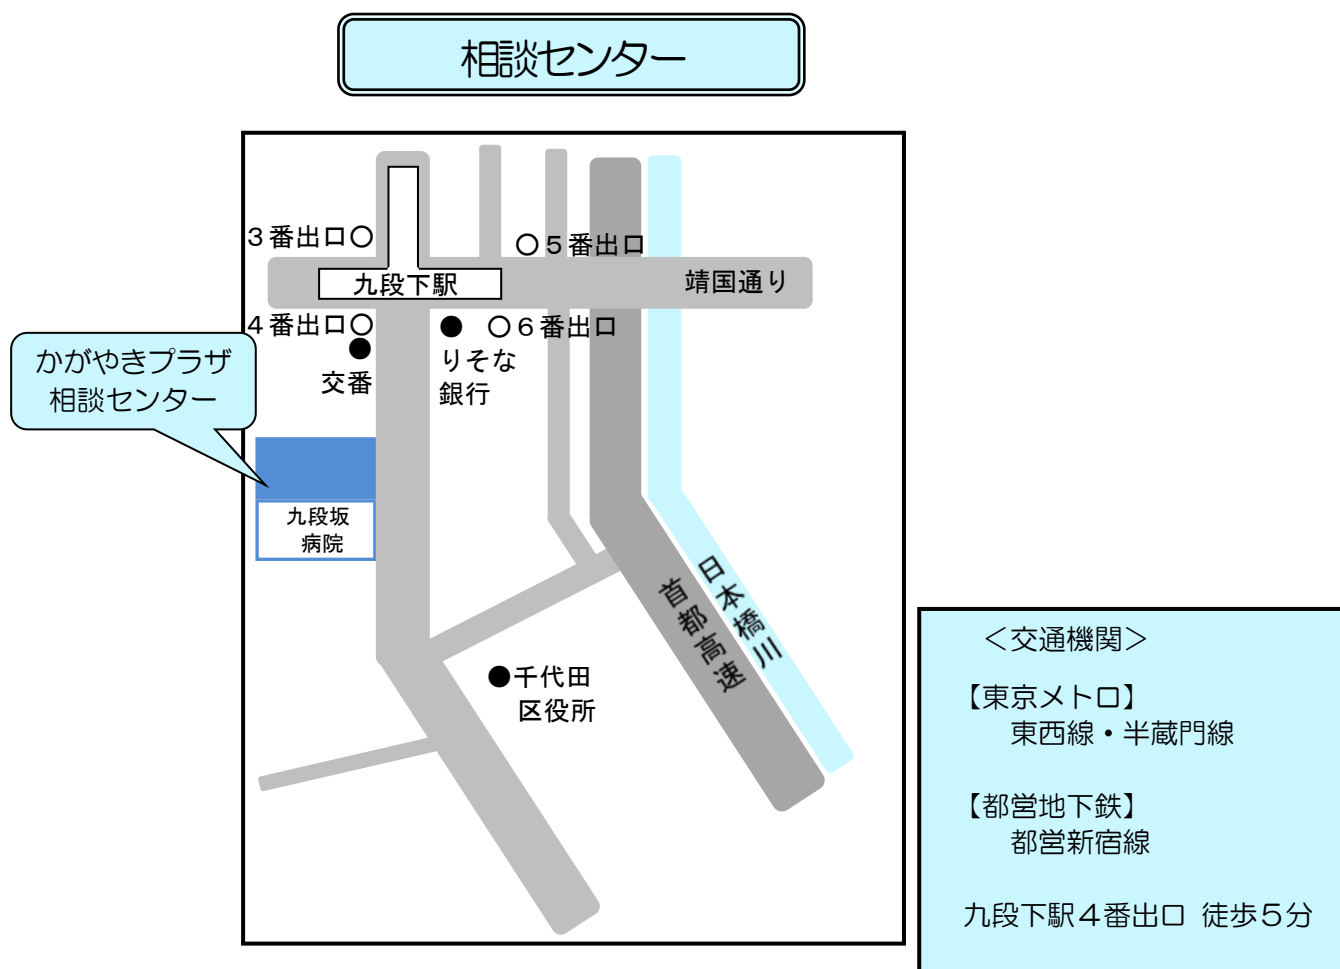 相談センター
３番出口
５番出口
九段下駅
靖国通り
４番出口
６番出口
かがやきプラザ
相談センター
交番
りそな
銀行
九段坂
病院
日本橋川
首都高速
千代田
区役所
＜交通機関＞
【東京メトロ】
東西線・半蔵門線
【都営地下鉄】
都営新宿線
九段下駅４番出口 徒歩５分